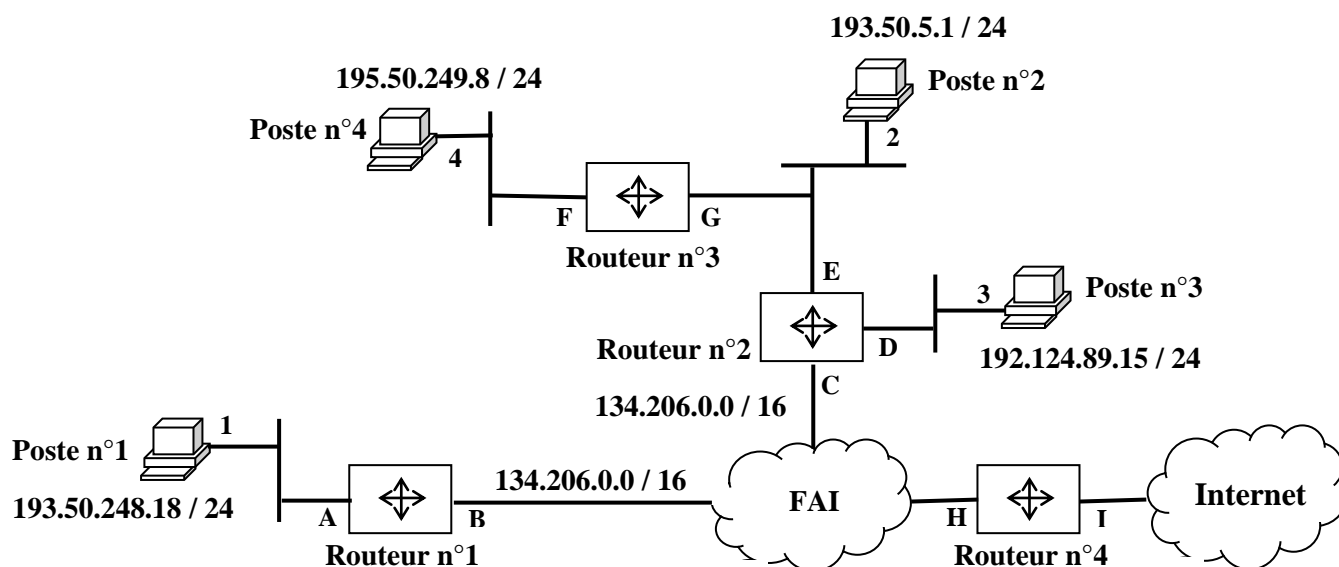 193.50.5.1 / 24
195.50.249.8 / 24
Poste n°2
Poste n°4
4
2
F
G
Routeur n°3
E
3
Poste n°3
Routeur n°2
D
192.124.89.15 / 24
C
134.206.0.0 / 16
1
Poste n°1
134.206.0.0 / 16
193.50.248.18 / 24
A
B
FAI
H
I
Internet
Routeur n°1
Routeur n°4